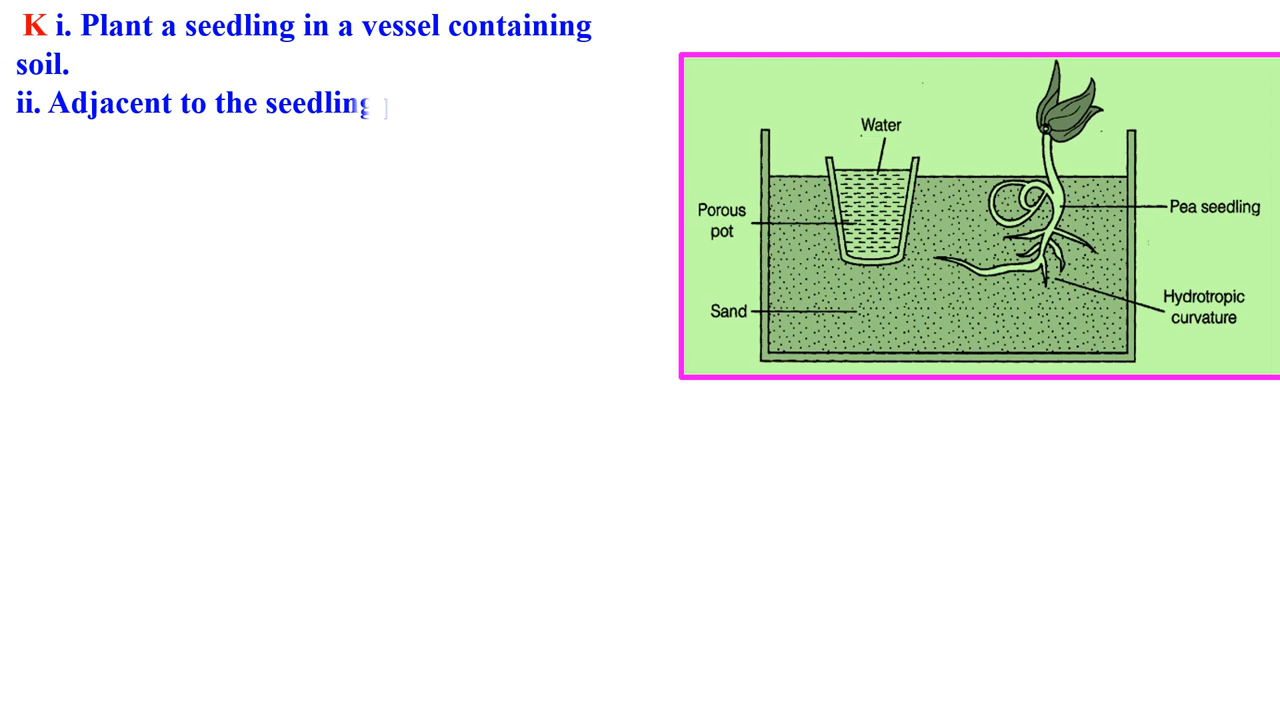 K i. Plant a seedling in a vessel containing
soil.
ii. Adjacent to the seedling
Water
Porous
pot
Pea seedling
Sand
Hydrotropic
curvature